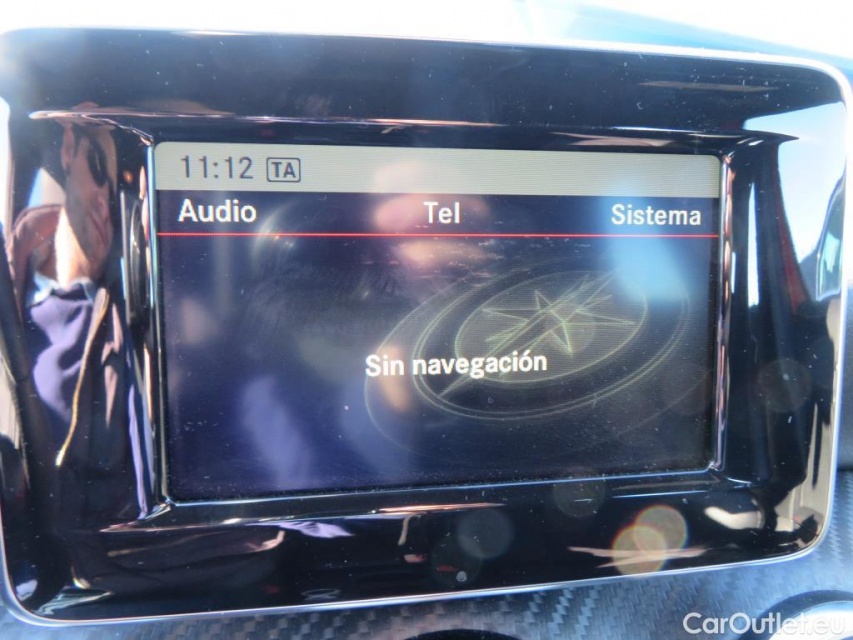 11:12 TA
Audio Tel Sistema
Sin navegación
CarOutlet.eu